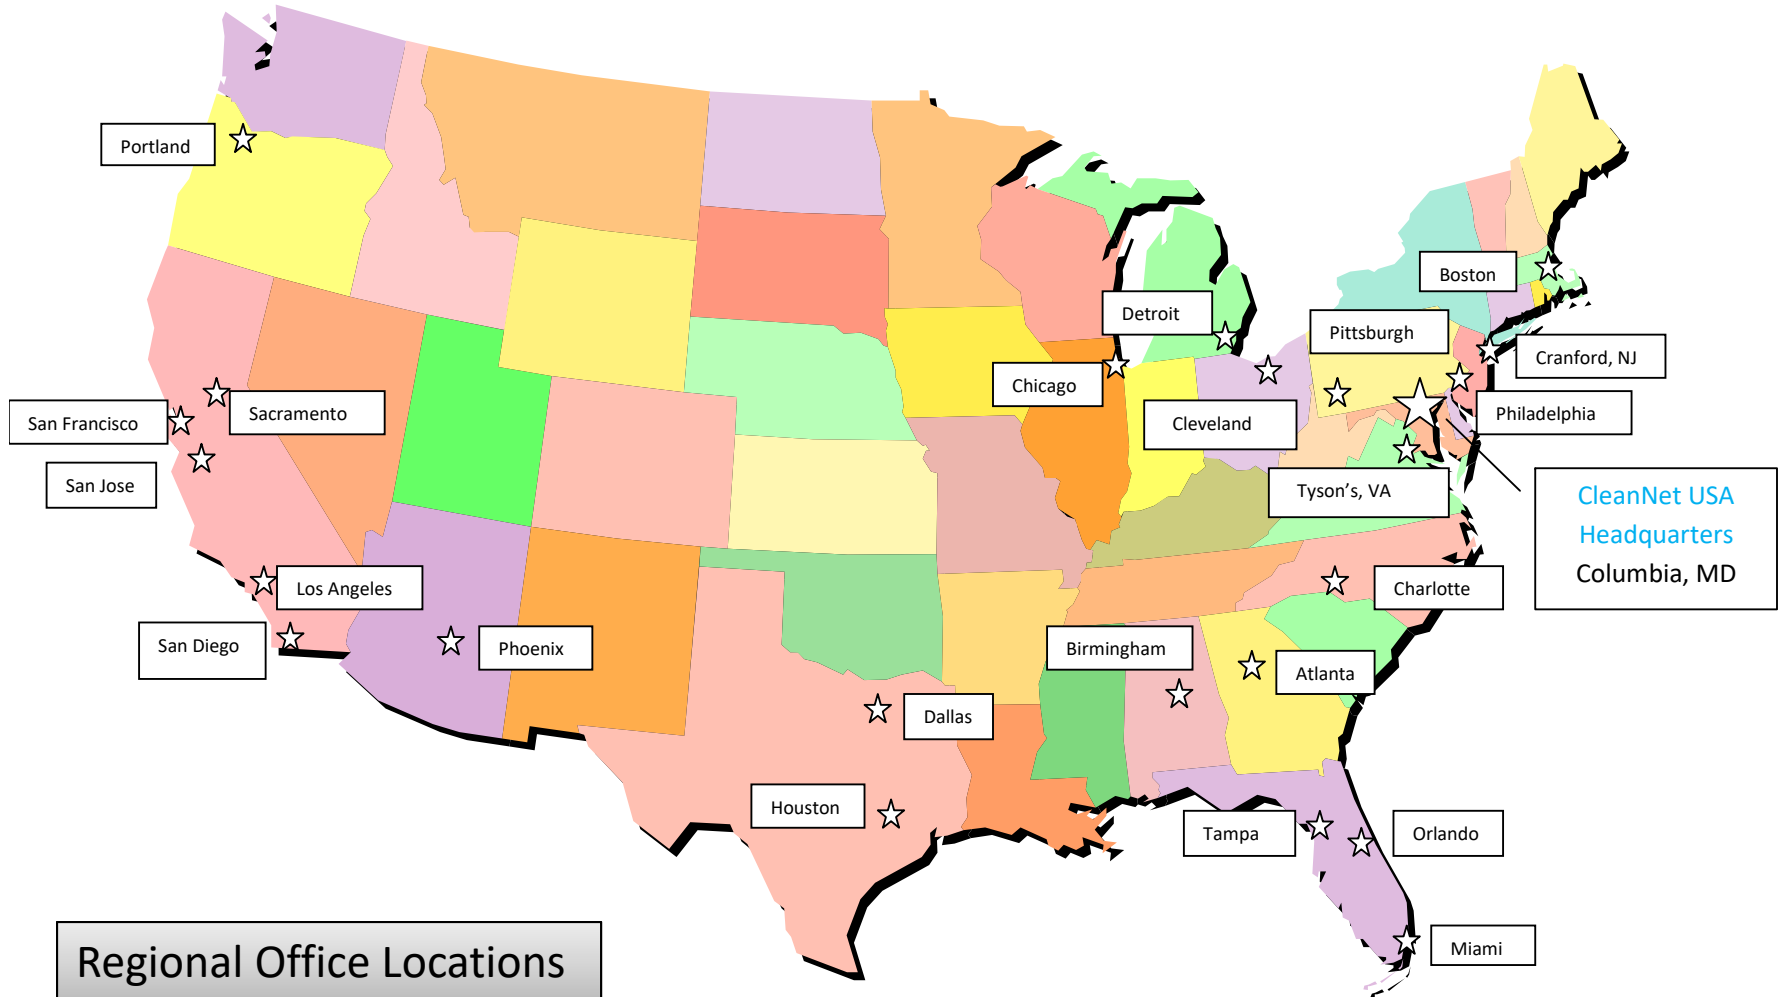 Portland
Boston
Detroit
Pittsburgh
Cranford, NJ
Chicago
Sacramento
San Francisco
Cleveland
Philadelphia
San Jose
Tyson’s, VA
CleanNet USA
Headquarters
Columbia, MD
Los Angeles
Charlotte
San Diego
Phoenix
Birmingham
Atlanta
Dallas
Houston
Tampa
Orlando
Miami
Regional Office Locations